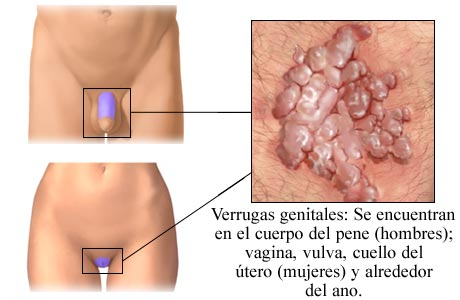 Verrugas genitales: Se encuentran
en el cuerpo del pene (hombres);
vagina, vulva, cuello del
útero (mujeres) y alrededor
del ano.